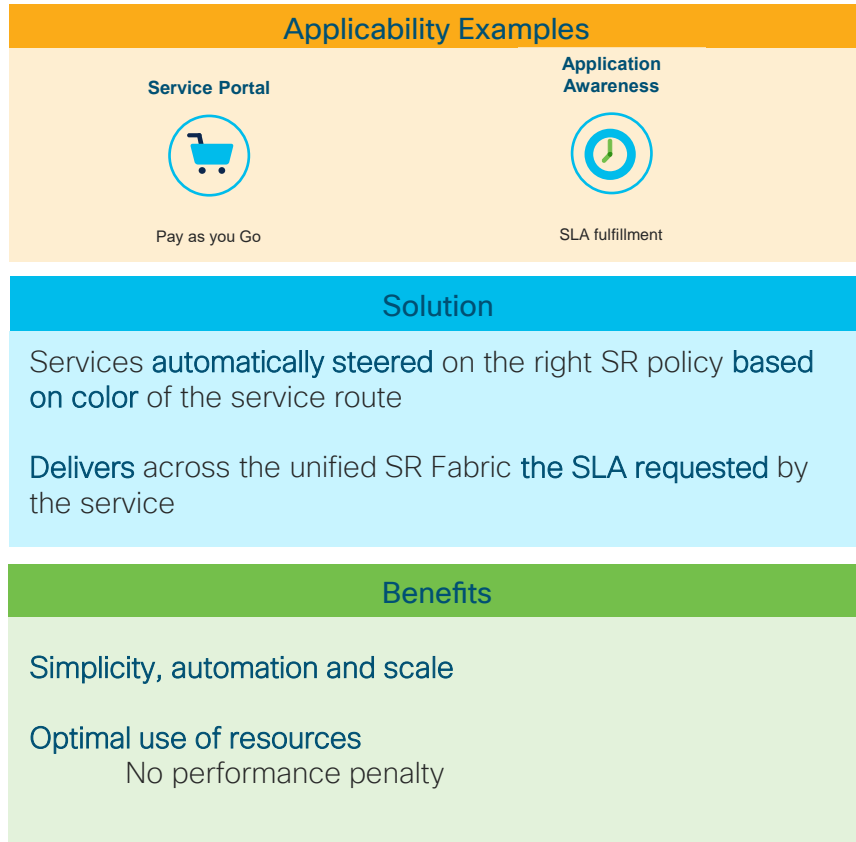 Applicability Examples
Service Portal
Pay as you Go
Application
Awareness
SLA fulfillment
Solution
Services automatically steered on the right SR policy based
on color of the service route
Delivers across the unified SR Fabric the SLA requested by
the service
Benefits
Simplicity, automation and scale
Optimal use of resources
No performance penalty